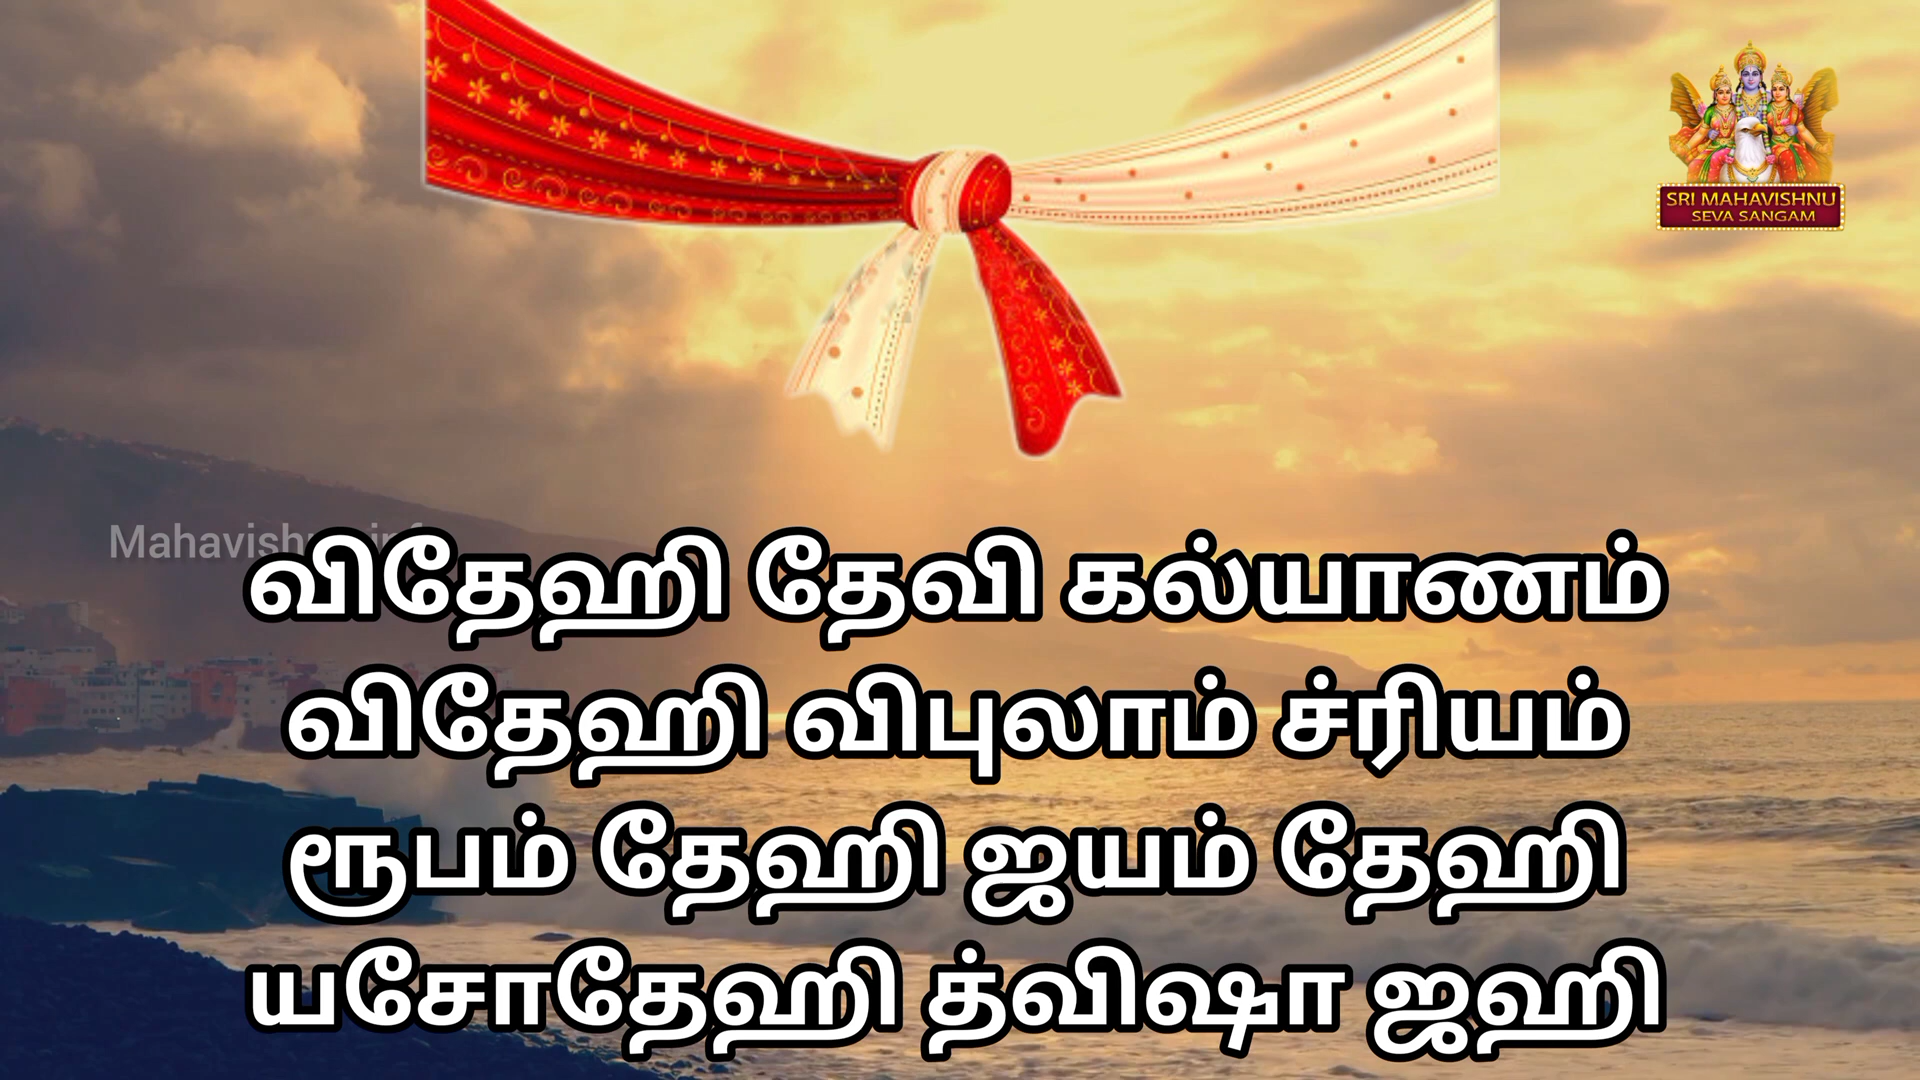 SRI MAHAVISHNU
SEVA SANGAM
விதேஹி தேவி கல்யாணம்
விதேஹி விபுலாம் ச்ரியம்
ரூபம் தேஹி ஜயம் தேஹி
யசோதேஹி த்விஷா ஜஹி